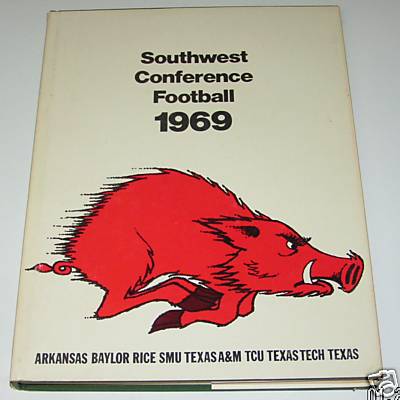 Southwest
Conference
Football
1969
ARKANSAS BAYLOR RICE SMU TEXAS A&M TCU TEXAS TECH TEXAS